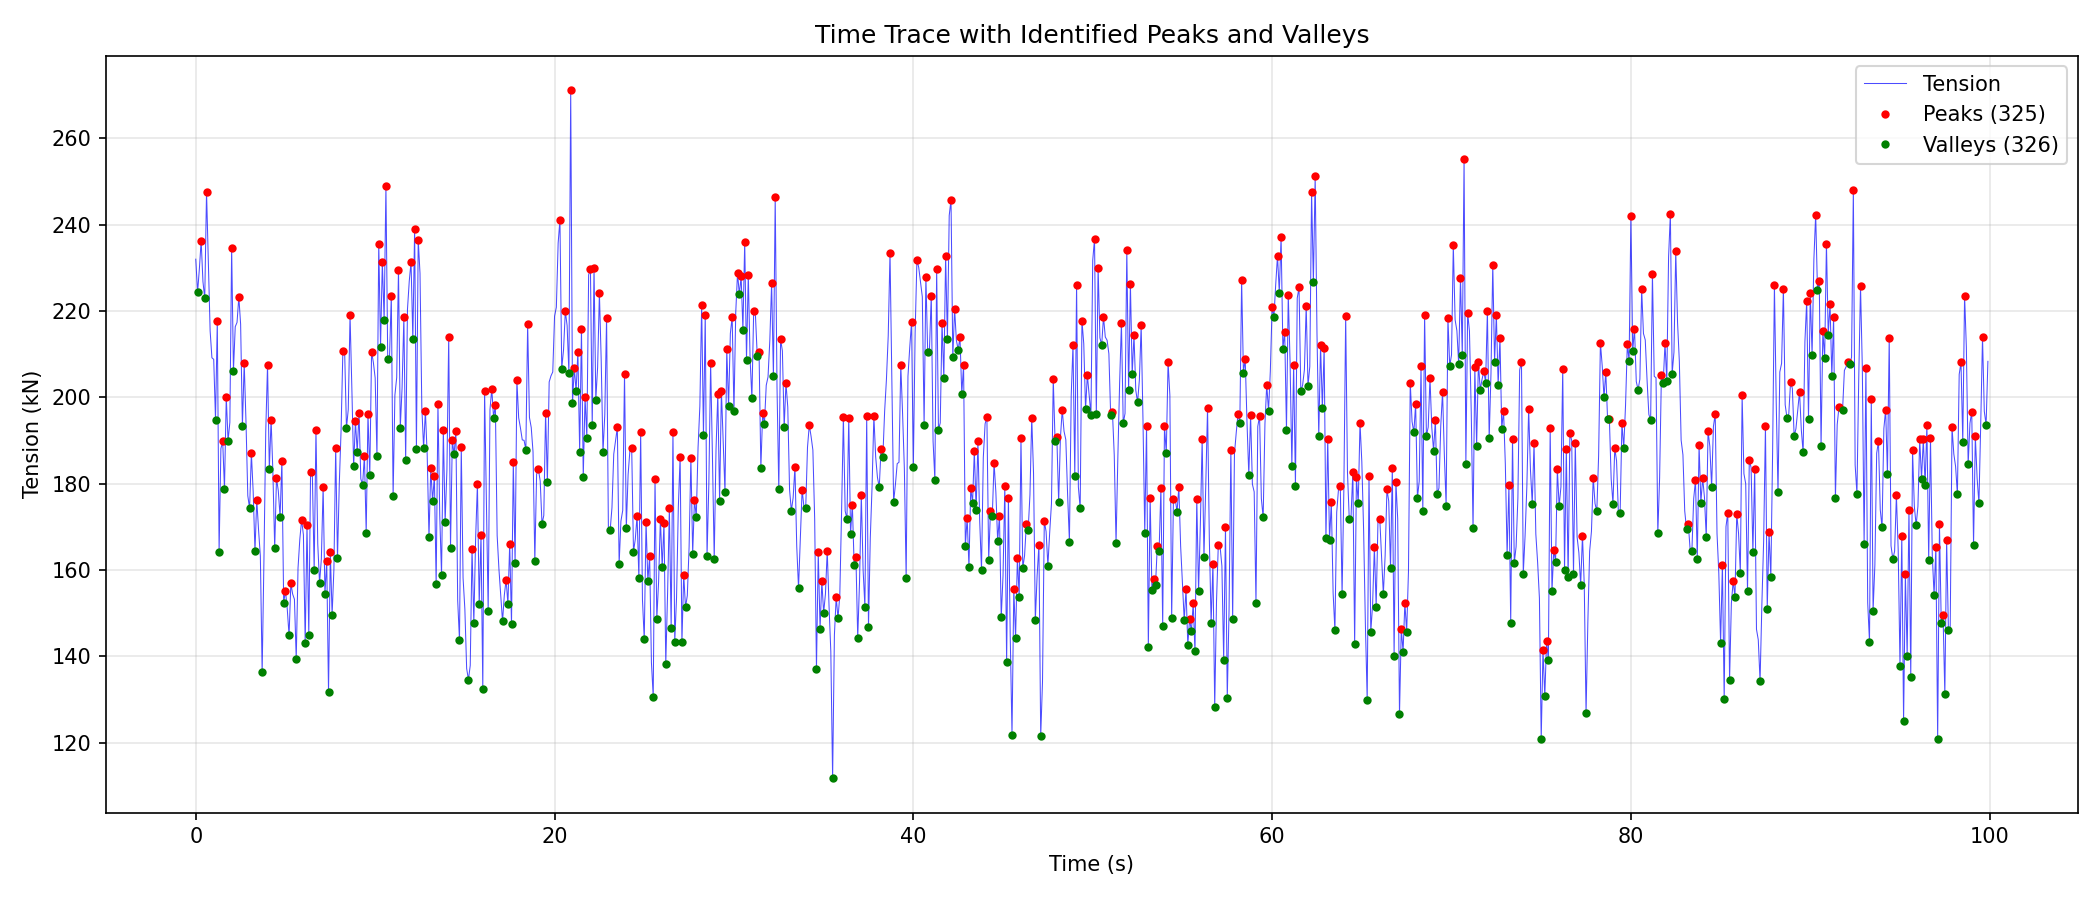 Time Trace with Identified Peaks and Valleys
Tension (kN)
260
240
220
200
180
160
140
120
0
20
40
60
80
100
Time (s)
Tension
Peaks (325)
Valleys (326)